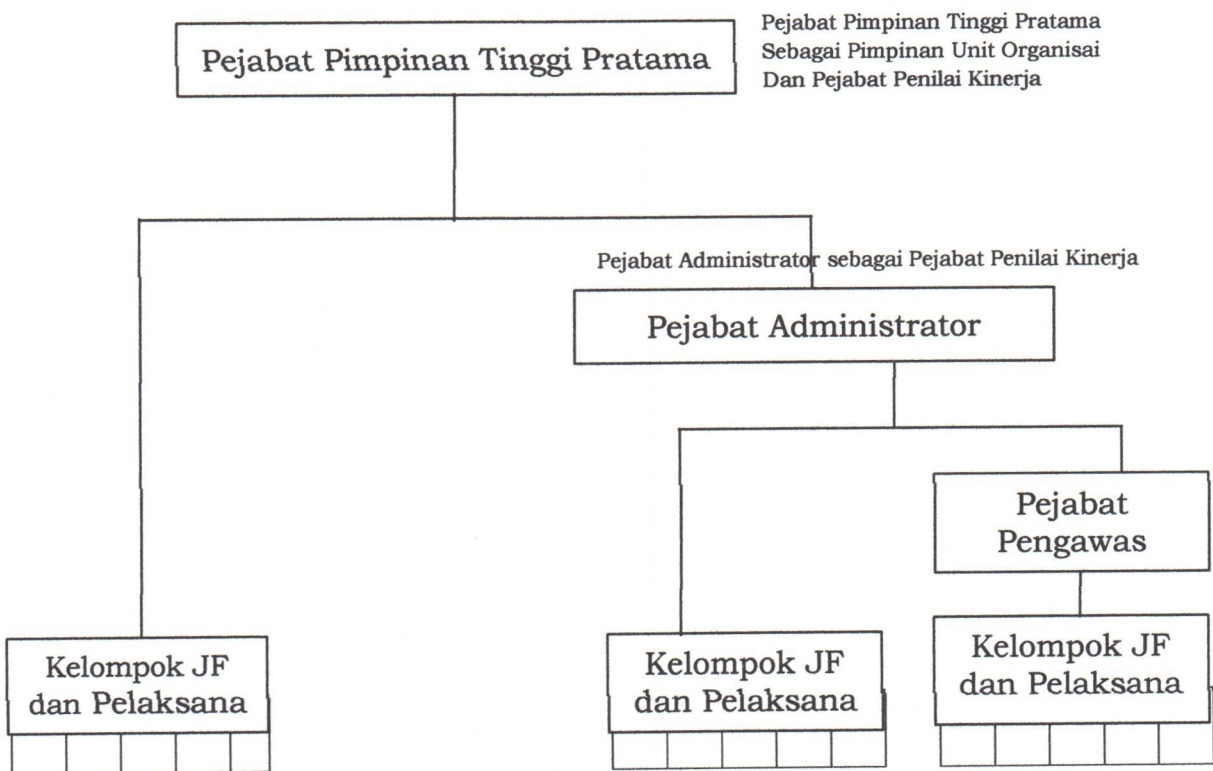 Pejabat Pimpinan Tinggi Pratama
Pejabat Pimpinan Tinggi Pratama
Sebagai Pimpinan Unit Organisai
Dan Pejabat Penilai Kinerja
Pejabat Administrator sebagai Pejabat Penilai Kinerja
Pejabat Administrator
Pejabat
Pengawas
Kelompok JF
dan Pelaksana
Kelompok JF
dan Pelaksana
Kelompok JF
dan Pelaksana